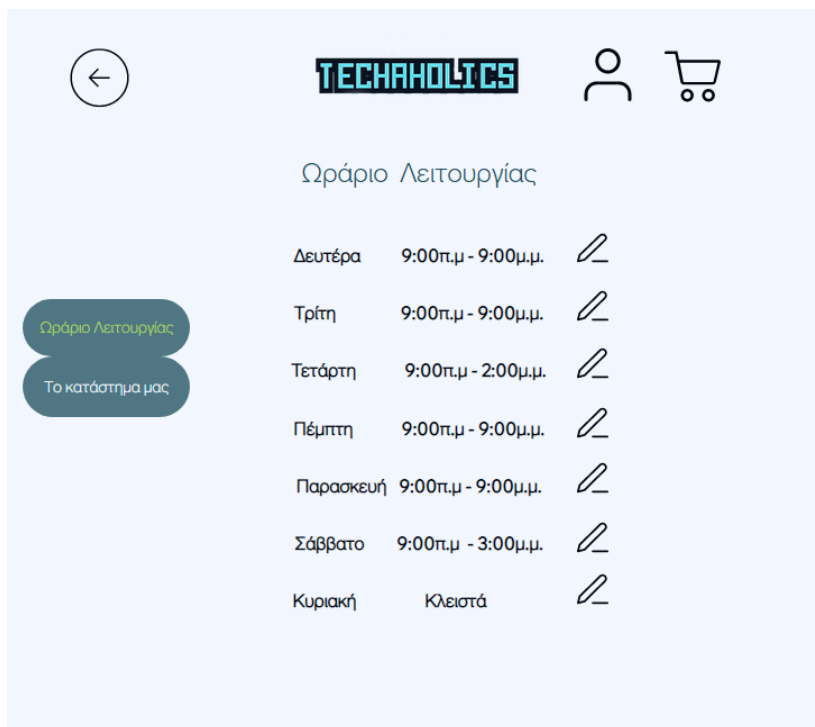 TECHAHOLICS
Ωράριο Λειτουργίας
Δευτέρα 9:00π.μ - 9:00μ.μ.
Τρίτη 9:00π.μ - 9:00μ.μ.
Ωράριο Λειτουργίας
Τετάρτη 9:00π.μ - 2:00μ.μ.
Το κατάστημα μας
Πέμπτη 9:00π.μ - 9:00μ.μ.
Παρασκευή 9:00π.μ - 9:00μ.μ.
Σάββατο 9:00π.μ - 3:00μ.μ.
Κυριακή Κλειστά